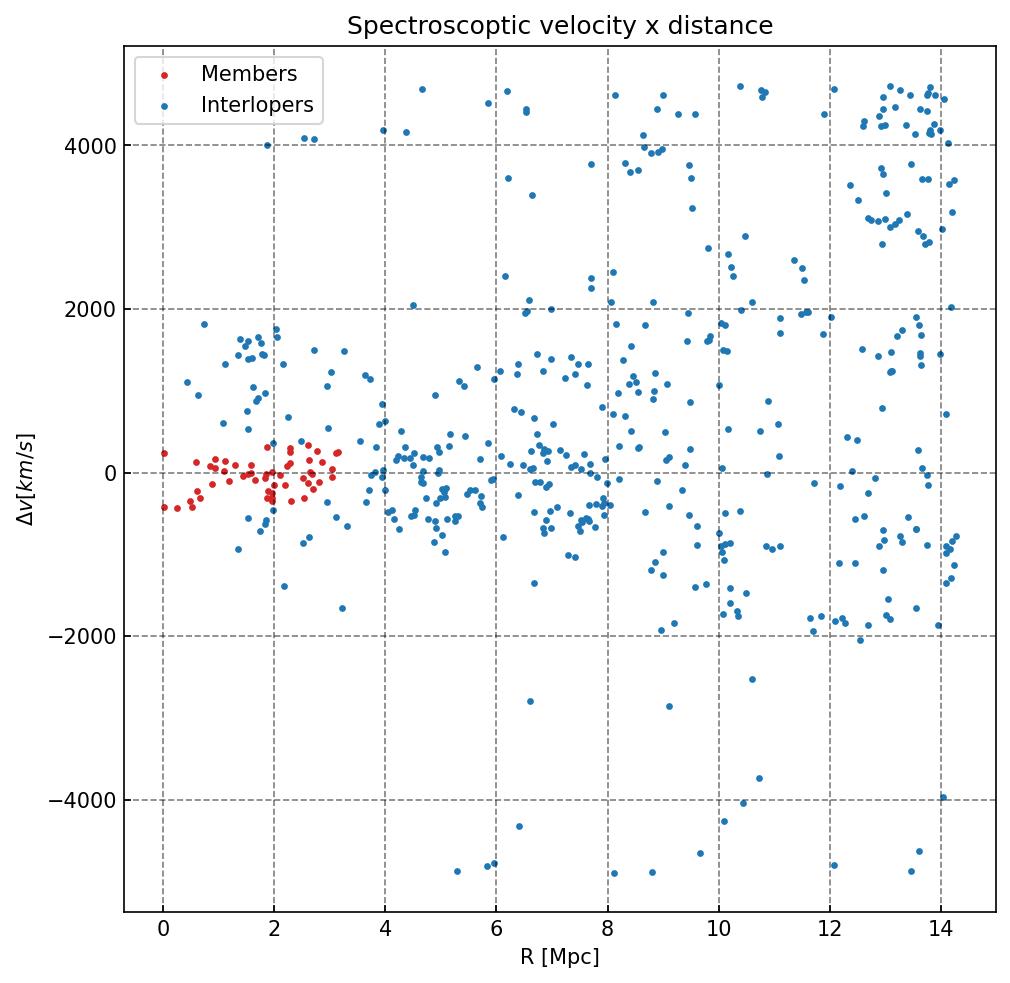 Spectroscoptic velocity x distance
Members
Interlopers
4000
2000
0
−2000
−4000
Δv[km/s]
0 2 4 6 8 10 12 14
R [Mpc]